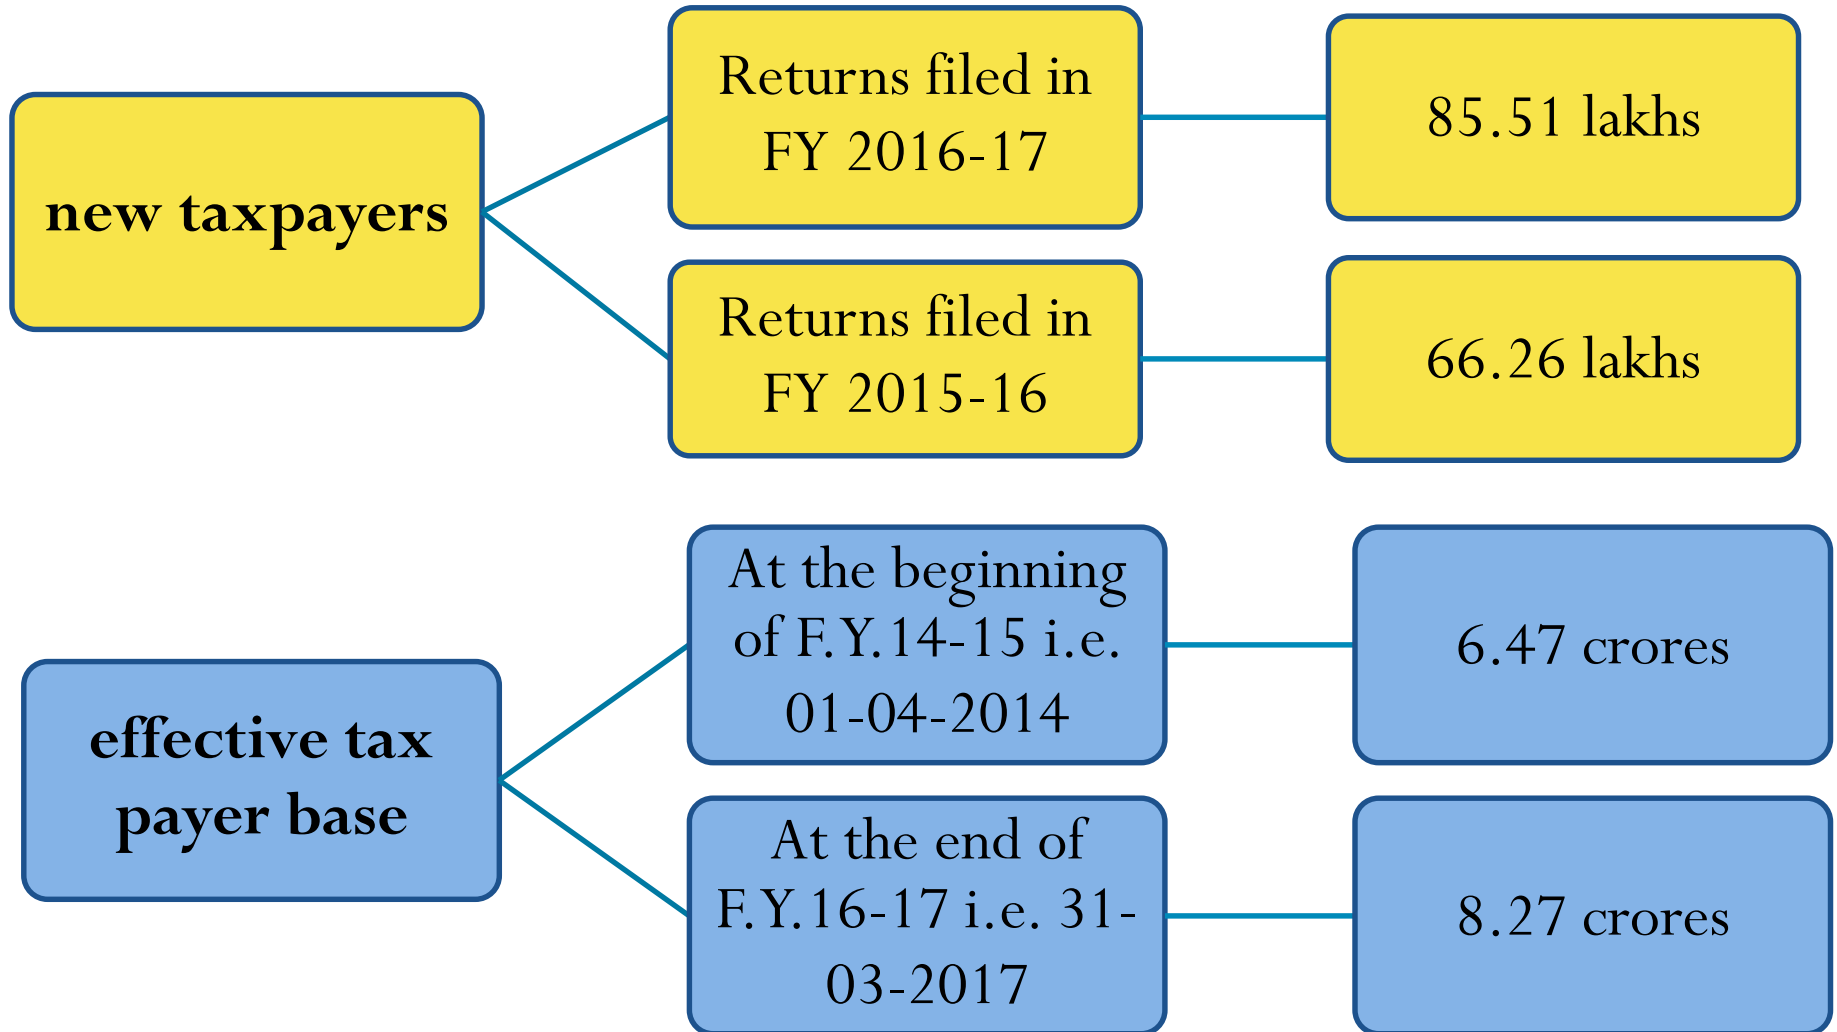 new taxpayers
Returns filed in
FY 2016-17
85.51 lakhs
Returns filed in
FY 2015-16
66.26 lakhs
effective tax
payer base
At the beginning
of F.Y.14-15 i.e.
01-04-2014
6.47 crores
At the end of
F.Y.16-17 i.e. 31-
03-2017
8.27 crores